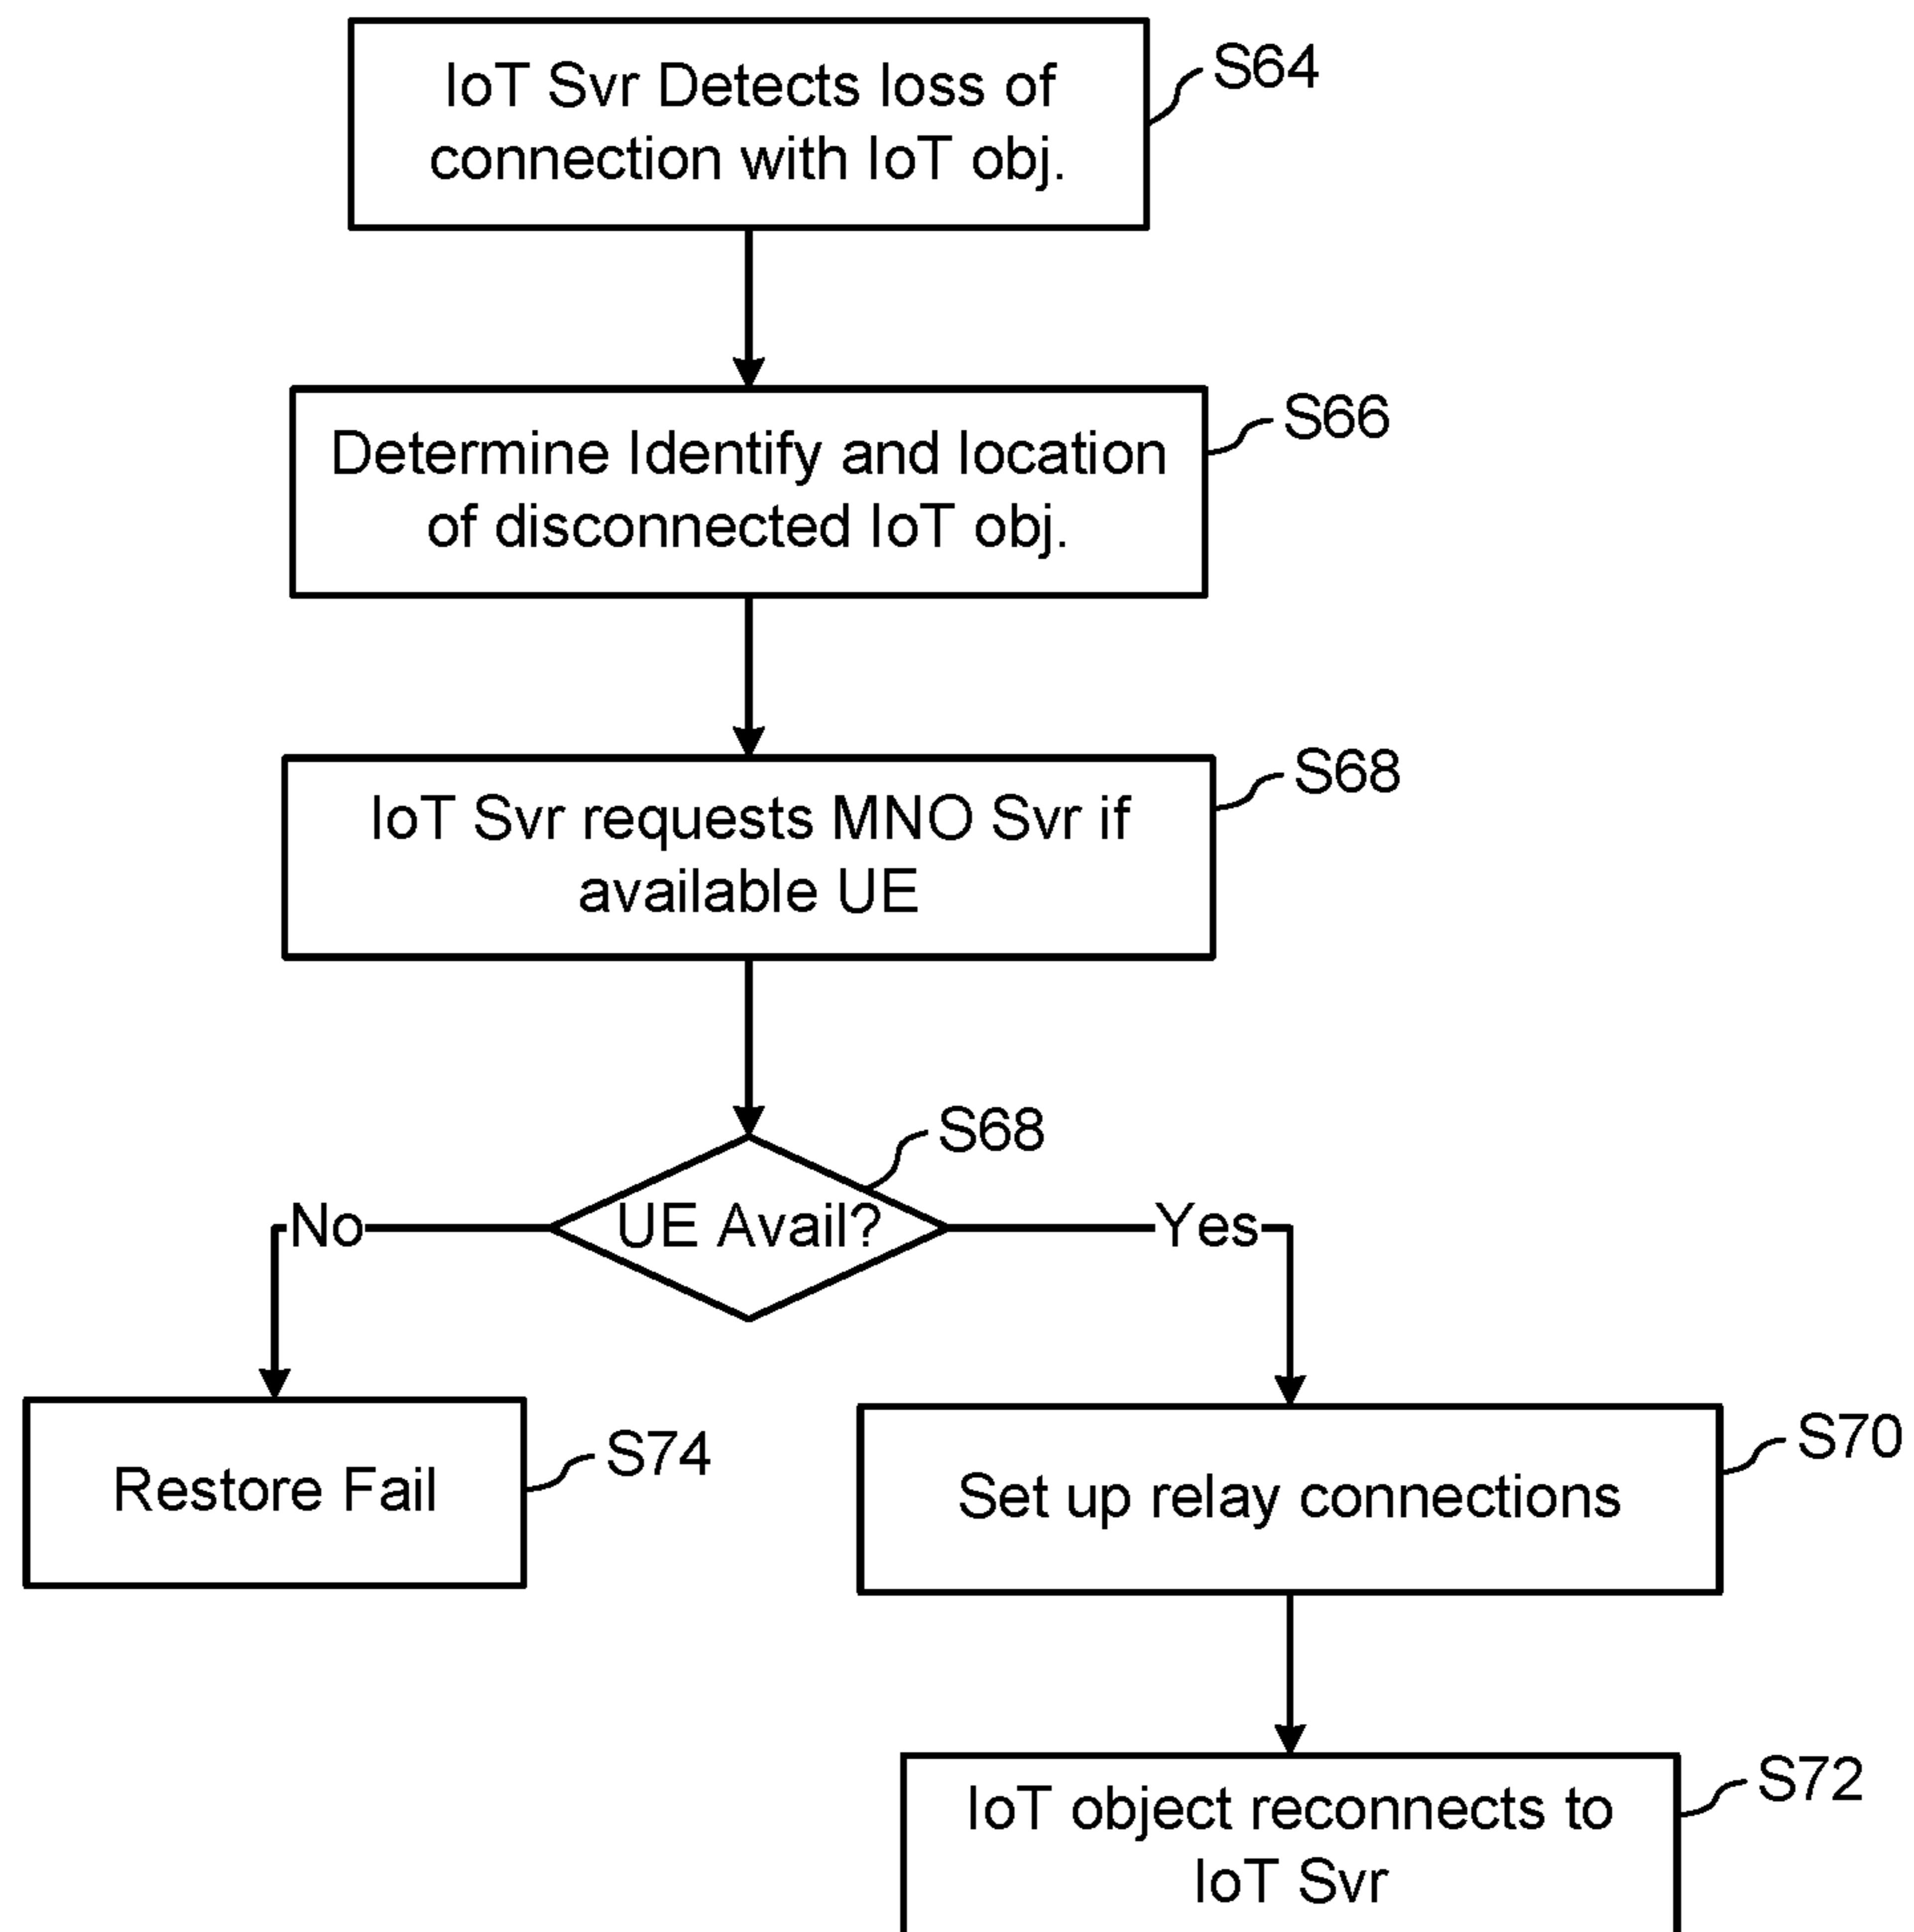 IoT Svr Detects loss of
connection with IoT obj.
S64
Determine Identify and location
of disconnected IoT obj.
S66
IoT Svr requests MNO Svr if
available UE
S68
UE Avail?
S68
No
Yes
Restore Fail
S74
Set up relay connections
S70
IoT object reconnects to
IoT Svr
S72